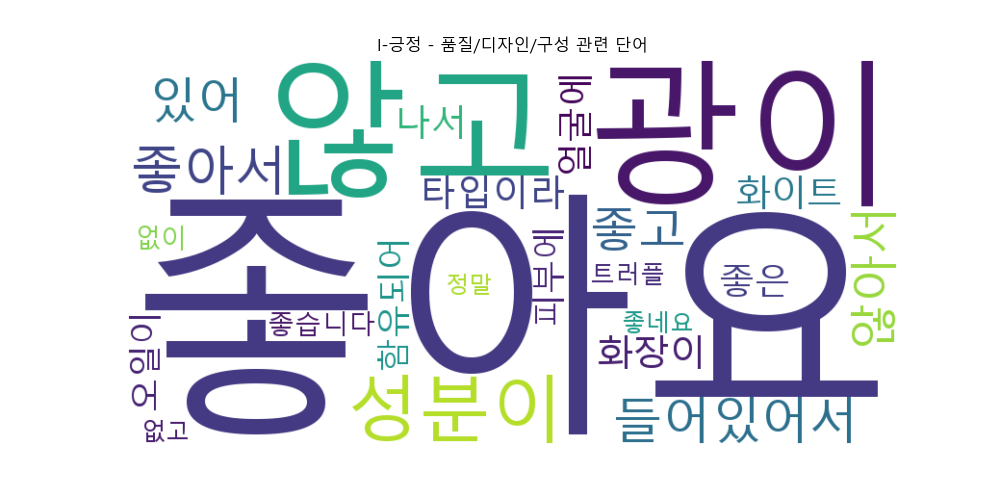 I-긍정 - 품질/디자인/구성 관련 단어
있어
않고
나서
얼굴에
광이
좋아서
타입이라
화이트
없이
좋아요
함유되어
정말
피부에
좋고
트러플
좋은
않아서
오일이
좋습니다
좋네요
화장이
없고
성분이
들어있어서